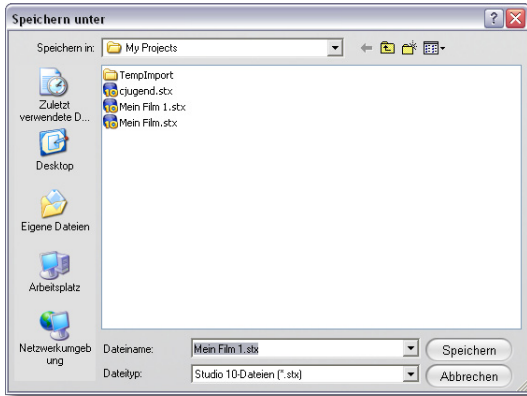 Speichern unter
Speichern in: My Projects
TempImport
cjugend.stx
Mein Film 1.stx
Mein Film.stx
Zuletzt
verwendete D...
Desktop
Eigene Dateien
Arbeitsplatz
Netzwerkumgeb
ung
Dateiname: Mein Film 1.stx Speichern
Dateityp: Studio 10-Dateien (*.stx) Abbrechen